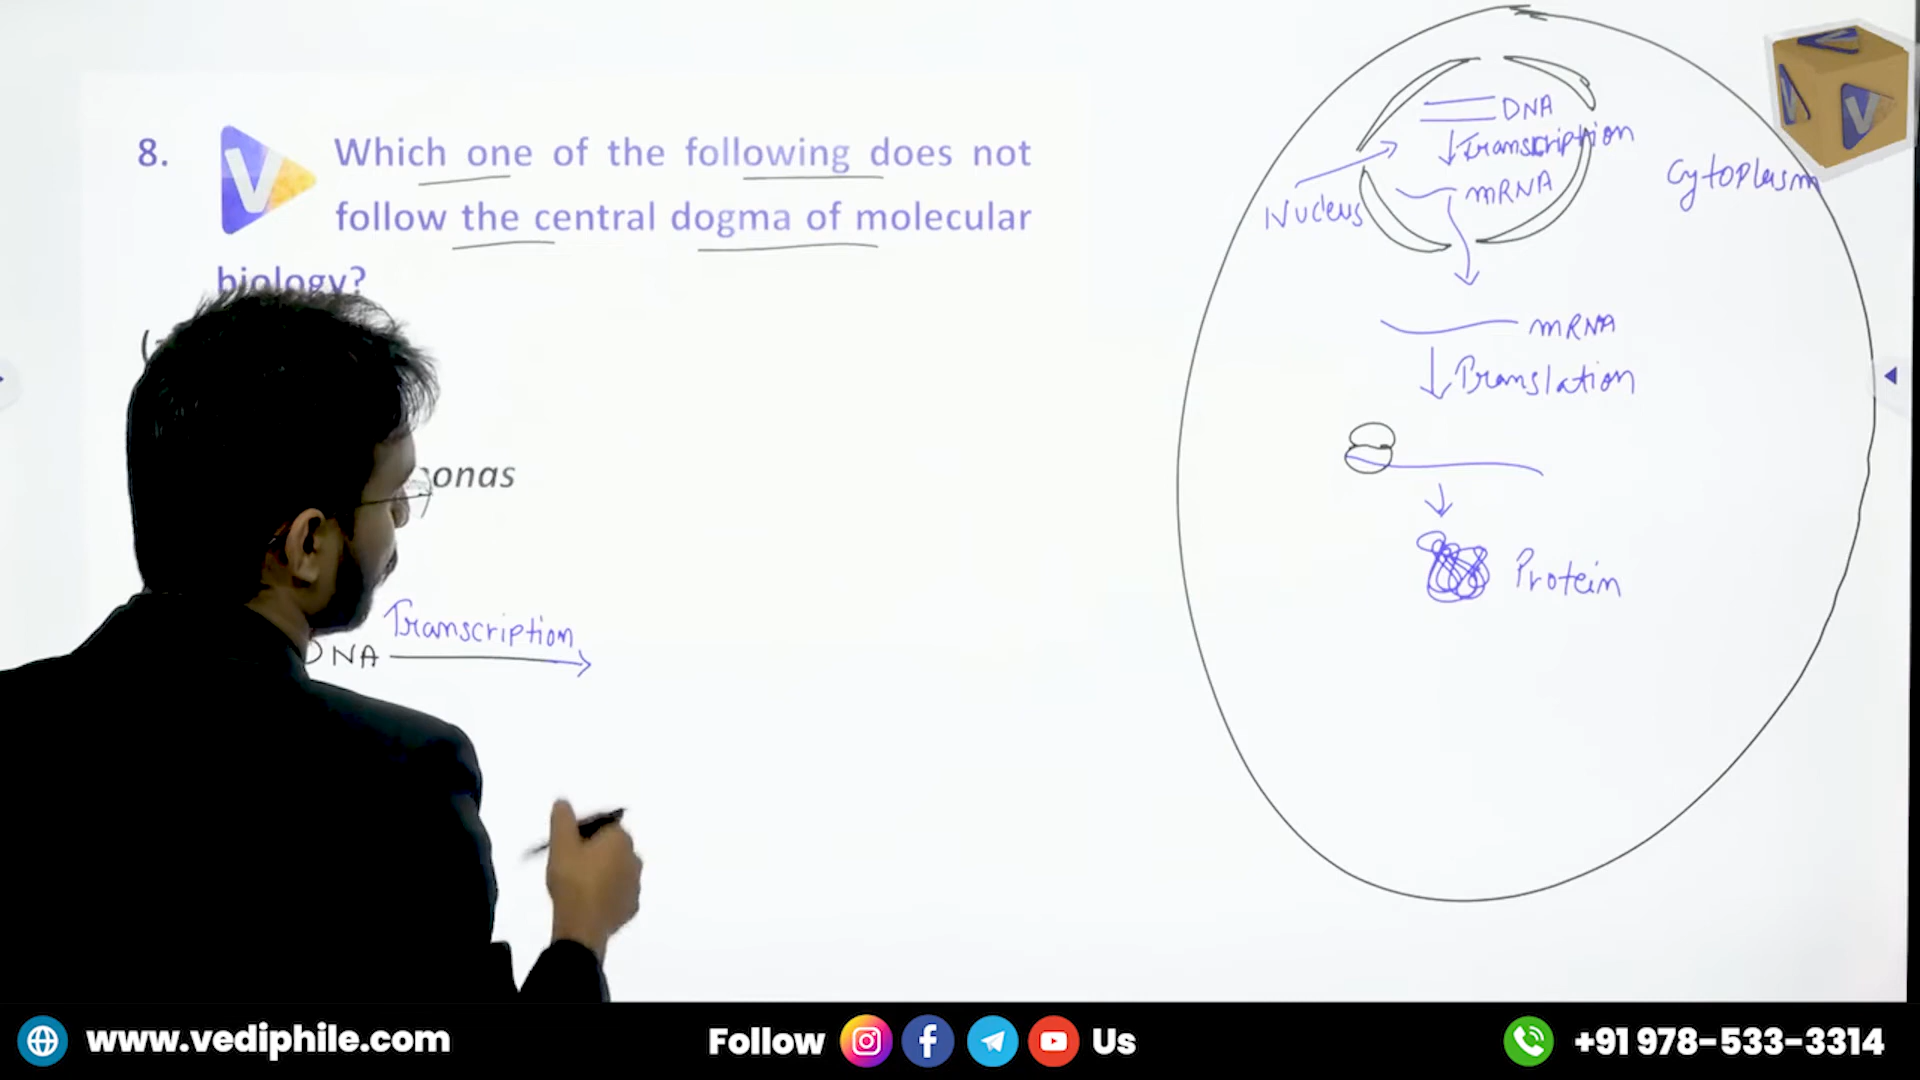 8. Which one of the following does not
follow the central dogma of molecular
biology?
onas
DNA Transcription
DNA
Transcription
mRNA
Nucleus
Cytoplasm
mRNA
Translation
Protein
V
www.vediphile.com
Follow
Us
+91 978-533-3314